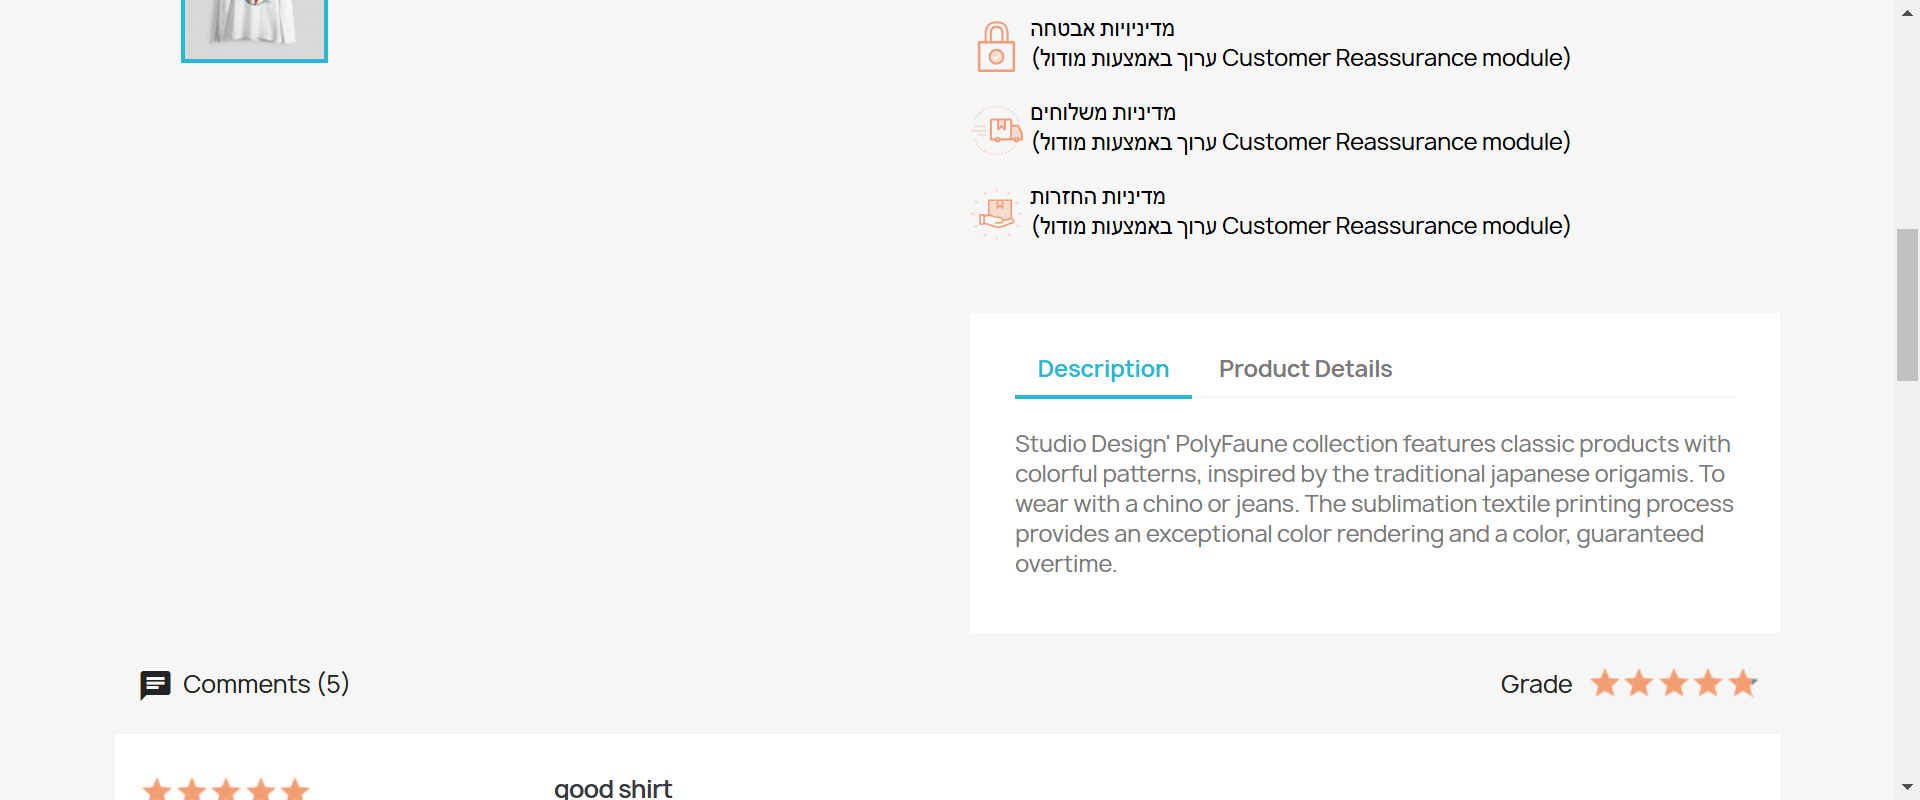 מדיניויות אבטחה
(ערוך באמצעות מודול Customer Reassurance module)
מדיניות משלוחים
(ערוך באמצעות מודול Customer Reassurance module)
מדיניות החזרות
(ערוך באמצעות מודול Customer Reassurance module)
Description
Product Details
Studio Design' PolyFaune collection features classic products with
colorful patterns, inspired by the traditional japanese origamis. To
wear with a chino or jeans. The sublimation textile printing process
provides an exceptional color rendering and a color, guaranteed
overtime.
Comments (5)
Grade
good shirt